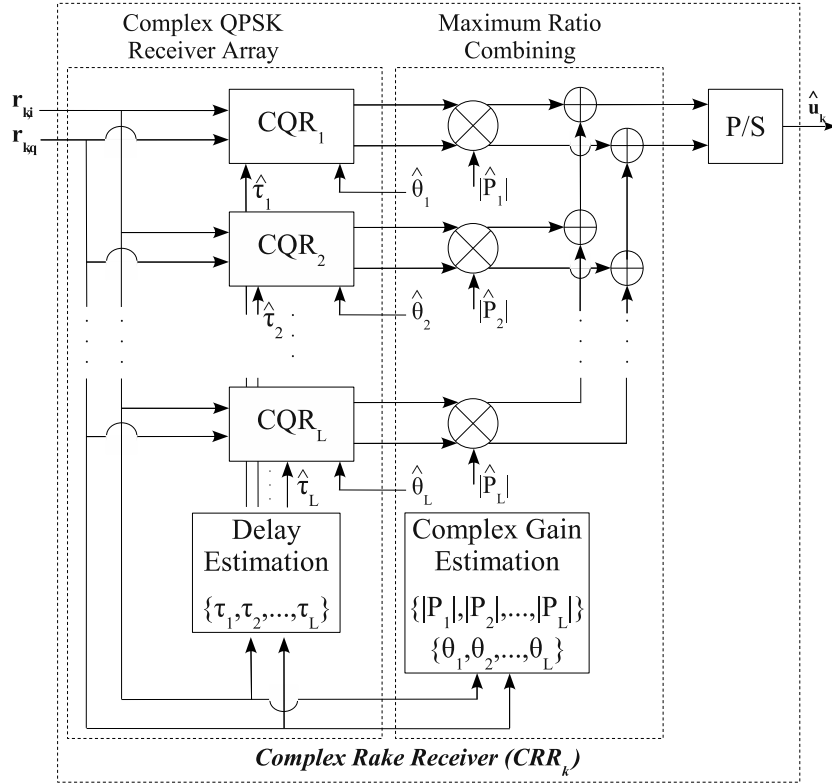 Complex QPSK
Receiver Array
Maximum Ratio
Combining
r_{k,i}
r_{k,q}
CQR_1
P/S
û_k
τ̂_1
θ̂_1
|P̂_1|
CQR_2
τ̂_2
θ̂_2
|P̂_2|
CQR_L
τ̂_L
θ̂_L
|P̂_L|
Delay
Estimation
{τ_1,τ_2,...,τ_L}
Complex Gain
Estimation
{|P_1|,|P_2|,...,|P_L|}
{θ_1,θ_2,...,θ_L}
Complex Rake Receiver (CRR_k)